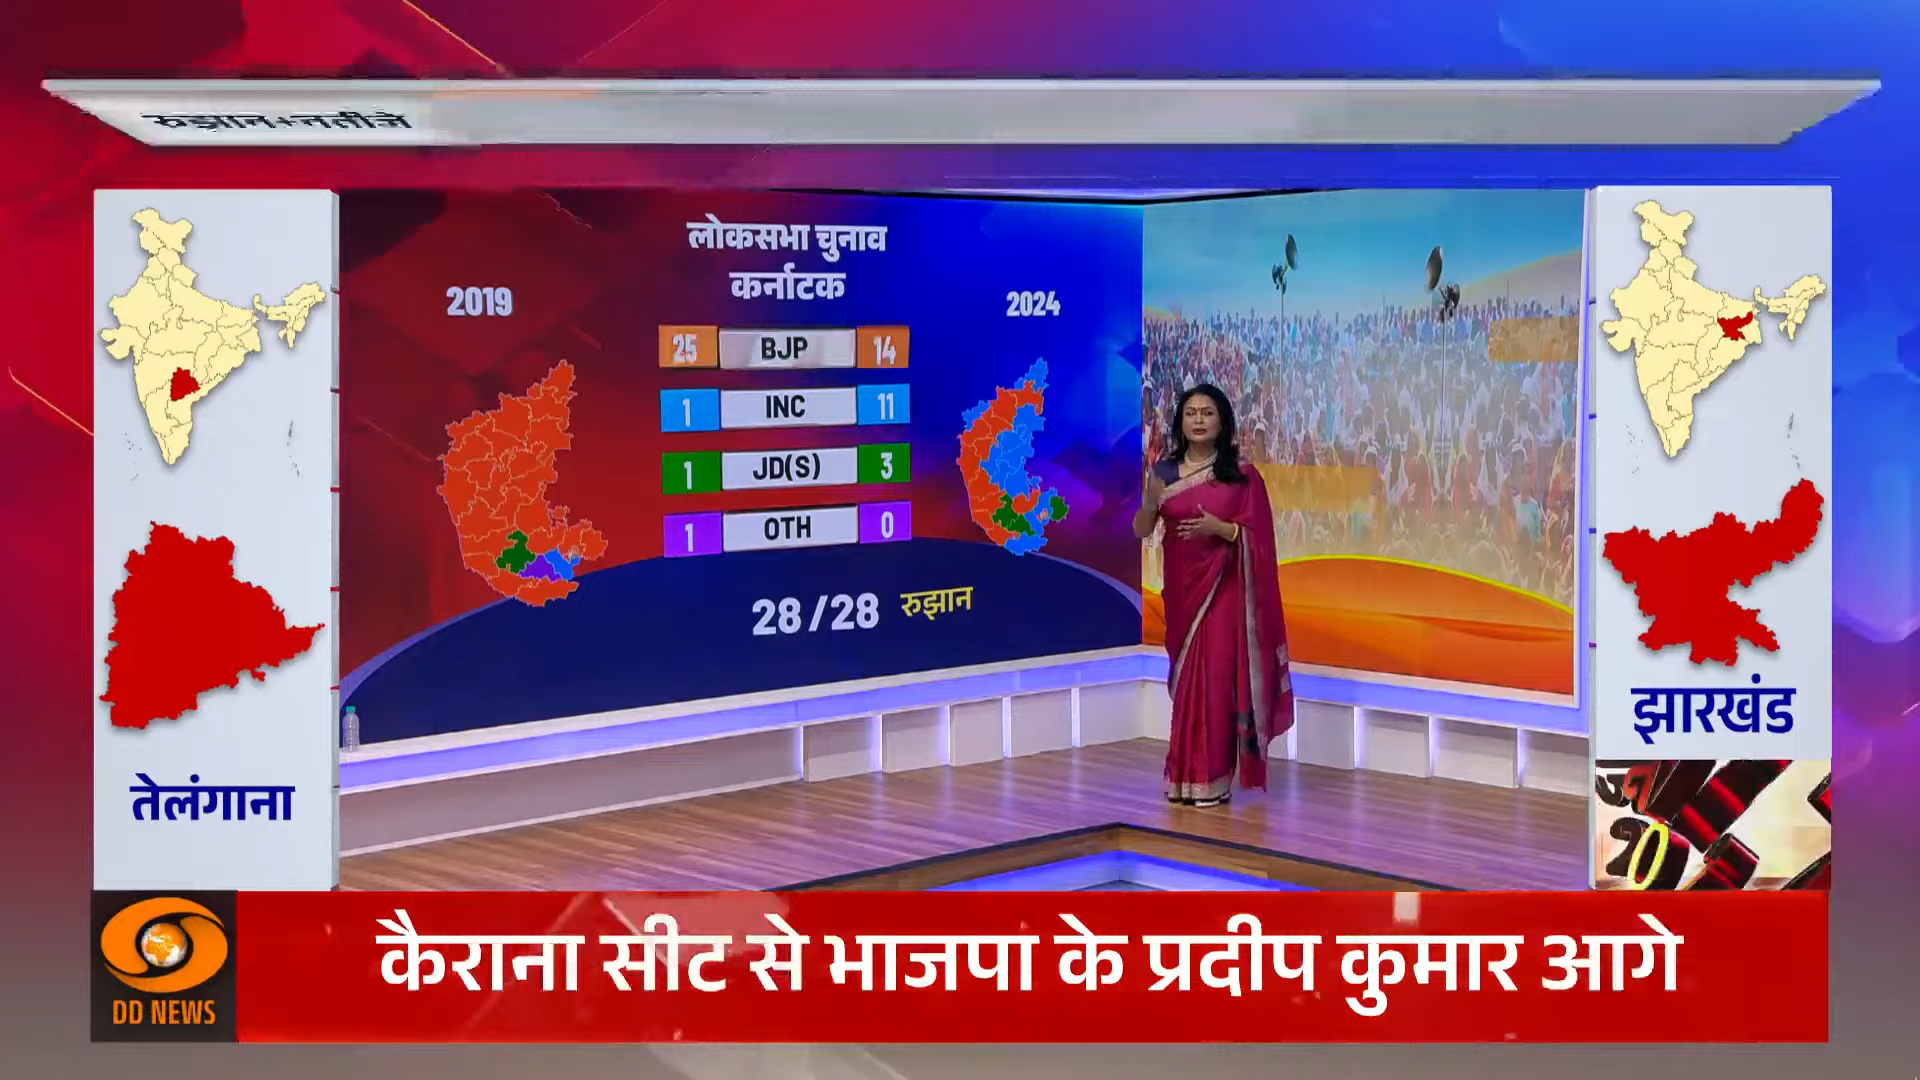 रुझान+नतीजे
लोकसभा चुनाव
कर्नाटक
2019
2024
25 BJP 14
1 INC 11
1 JD(S) 3
1 OTH 0
28/28 रुझान
तेलंगाना
झारखंड
20
कैराना सीट से भाजपा के प्रदीप कुमार आगे
DD NEWS